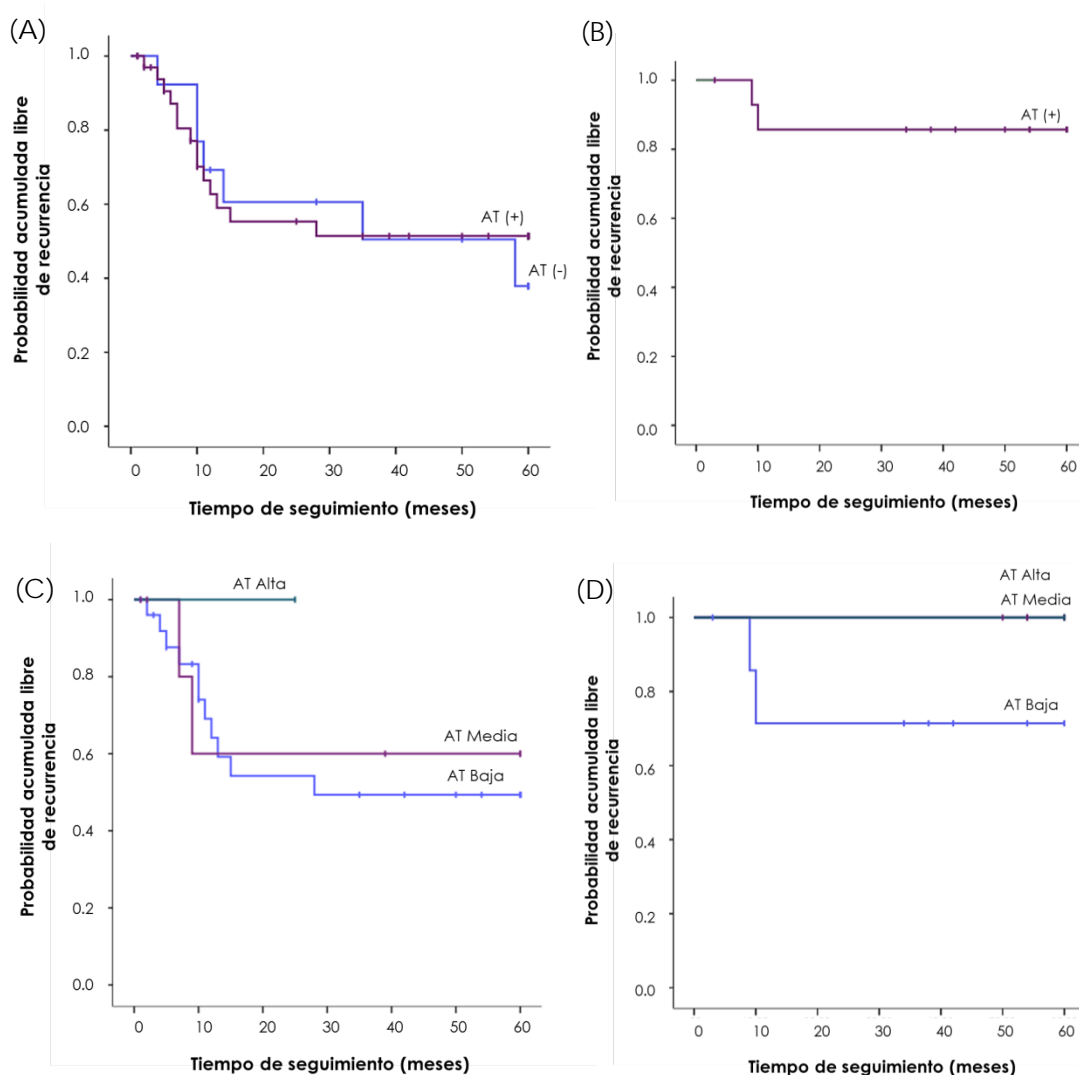 (A)
Probabilidad acumulada libre
de recurrencia
1.0
0.8
0.6
0.4
0.2
0.0
AT (+)
AT (-)
0 10 20 30 40 50 60
Tiempo de seguimiento (meses)
(B)
Probabilidad acumulada libre
de recurrencia
1.0
0.8
0.6
0.4
0.2
0.0
AT (+)
0 10 20 30 40 50 60
Tiempo de seguimiento (meses)
(C)
Probabilidad acumulada libre
de recurrencia
1.0
0.8
0.6
0.4
0.2
0.0
AT Alta
AT Media
AT Baja
0 10 20 30 40 50 60
Tiempo de seguimiento (meses)
(D)
Probabilidad acumulada libre
de recurrencia
1.0
0.8
0.6
0.4
0.2
0.0
AT Alta
AT Media
AT Baja
0 10 20 30 40 50 60
Tiempo de seguimiento (meses)